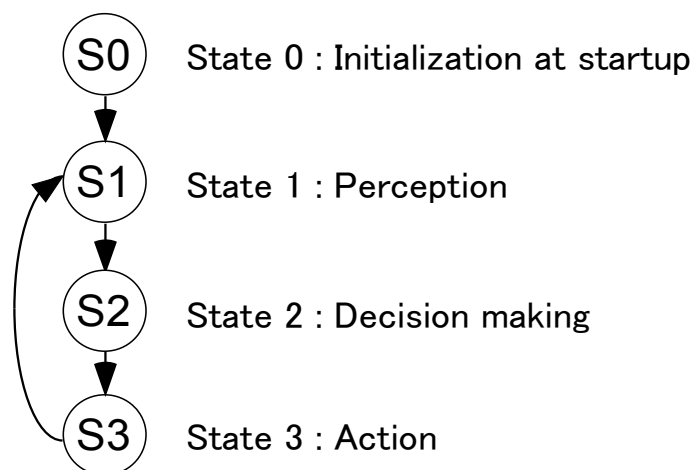 S0 State 0 : Initialization at startup
S1 State 1 : Perception
S2 State 2 : Decision making
S3 State 3 : Action